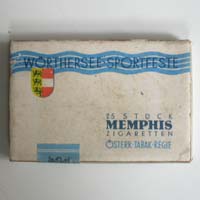 WÖRTHERSEE-SPORTFESTE
25 STÜCK
MEMPHIS
ZIGARETTEN
ÖSTERR·TABAK·REGIE